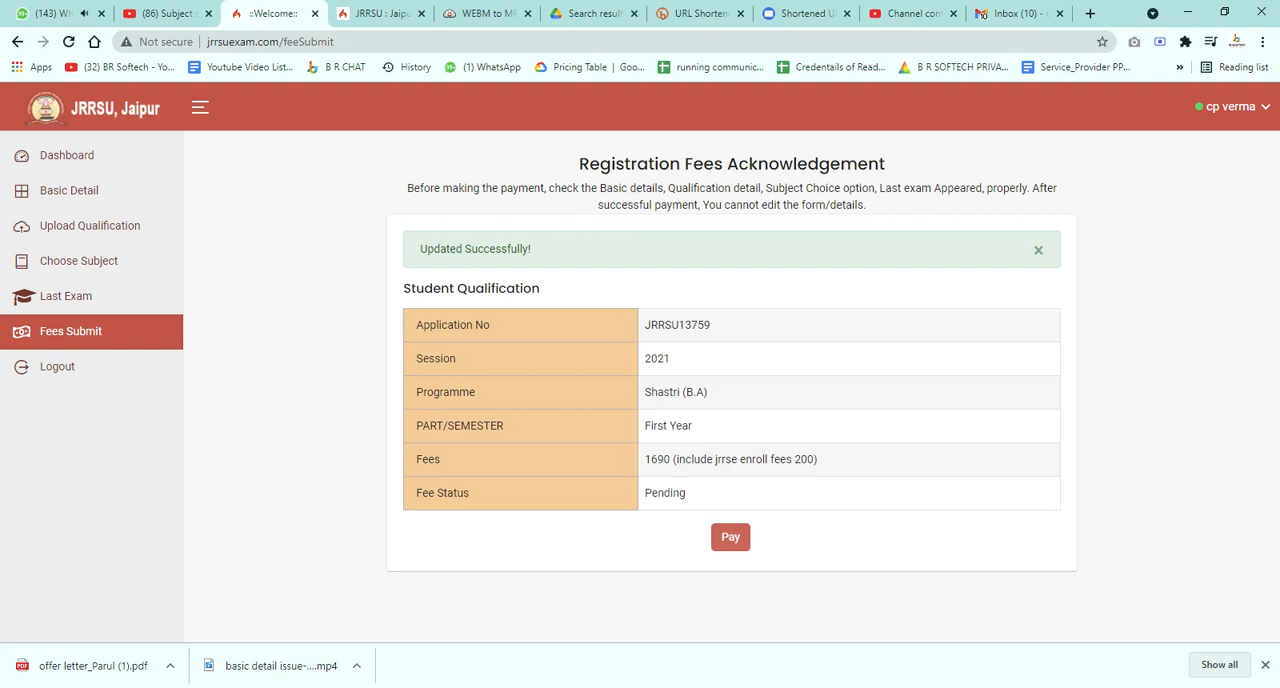 (143) Wh
(86) Subject s
::Welcome::
JRRSU : Jaipu
WEBM to MP
Search result
URL Shortene
Shortened U
Channel cont
Inbox (10) - c
Not secure
jrrsuexam.com/feeSubmit
Apps
(32) BR Softech - Yo...
Youtube Video List...
B R CHAT
History
(1) WhatsApp
Pricing Table | Goo...
running communic...
Credentails of Read...
B R SOFTECH PRIVA...
Service_Provider PP...
»
Reading list
JRRSU, Jaipur
cp verma
Dashboard
Basic Detail
Upload Qualification
Choose Subject
Last Exam
Fees Submit
Logout
Registration Fees Acknowledgement
Before making the payment, check the Basic details, Qualification detail, Subject Choice option, Last exam Appeared, properly. After
successful payment, You cannot edit the form/details.
Updated Successfully!
Student Qualification
Application No JRRSU13759
Session 2021
Programme Shastri (B.A)
PART/SEMESTER First Year
Fees 1690 (include jrrse enroll fees 200)
Fee Status Pending
Pay
offer letter_Parul (1).pdf
basic detail issue-....mp4
Show all